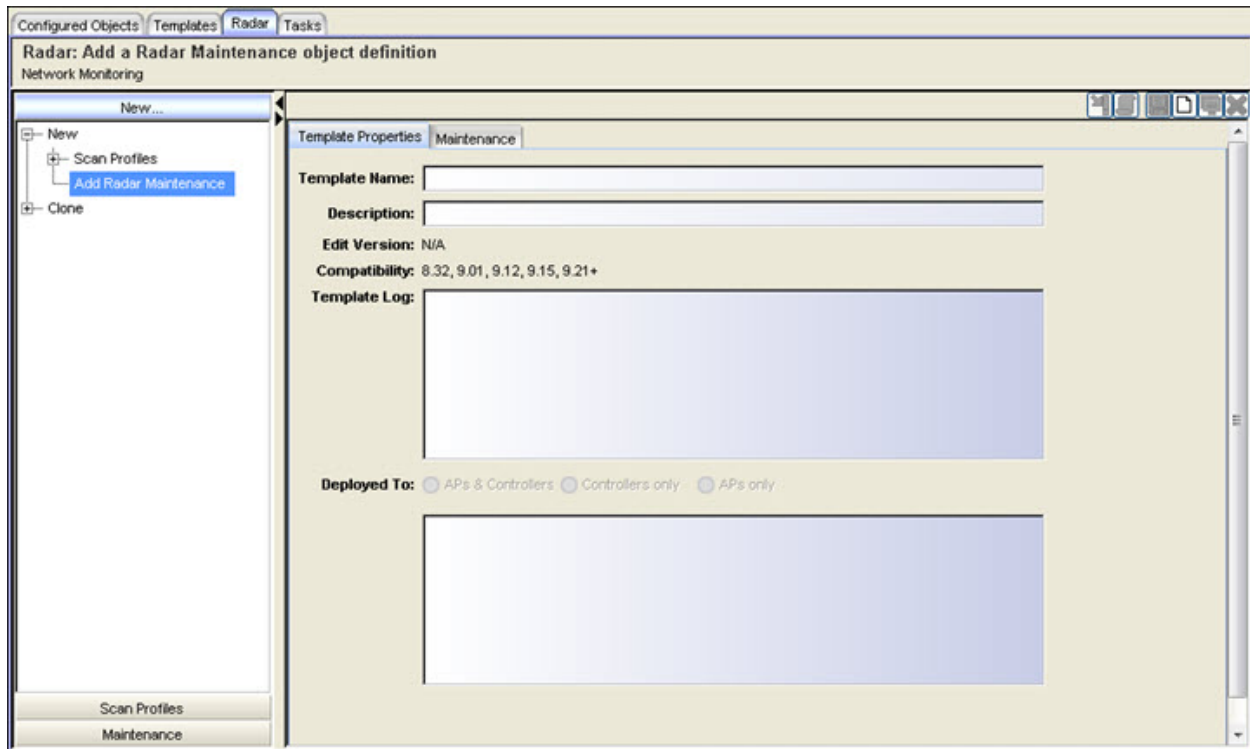 Configured Objects Templates Radar Tasks
Radar: Add a Radar Maintenance object definition
Network Monitoring
New...
New
Scan Profiles
Add Radar Maintenance
Clone
Scan Profiles
Maintenance
Template Properties Maintenance
Template Name:
Description:
Edit Version: N/A
Compatibility: 8.32, 9.01, 9.12, 9.15, 9.21+
Template Log:
Deployed To: APs & Controllers Controllers only APs only